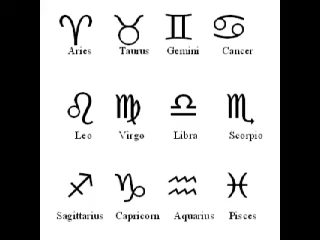 Aries Taurus Gemini Cancer
Leo Virgo Libra Scorpio
Sagittarius Capricorn Aquarius Pisces